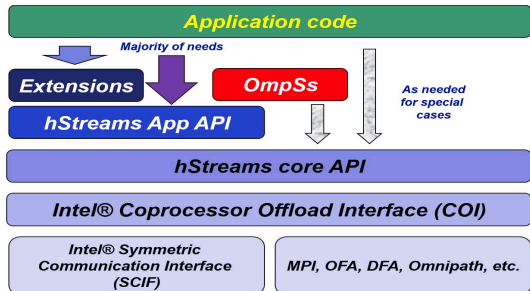 Application code
Majority of needs
Extensions
OmpSs
As needed
for special
cases
hStreams App API
hStreams core API
Intel® Coprocessor Offload Interface (COI)
Intel® Symmetric
Communication Interface
(SCIF)
MPI, OFA, DFA, Omnipath, etc.